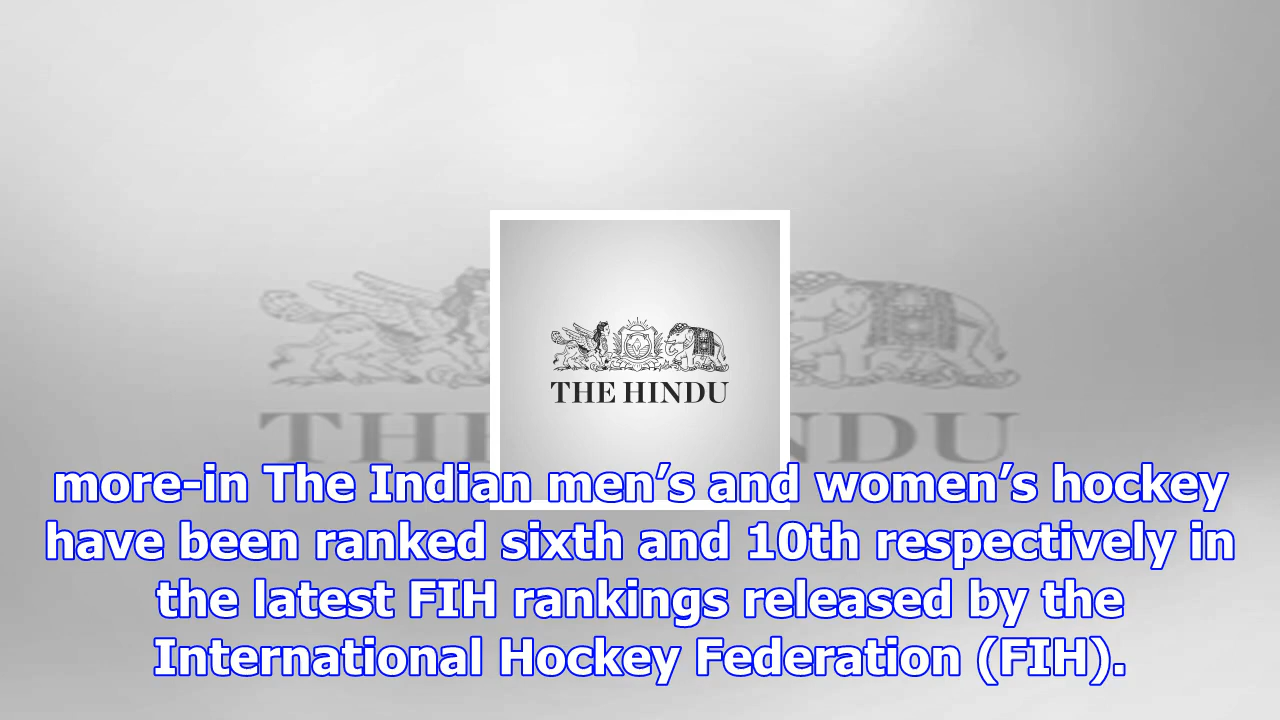 THE HINDU
more-in The Indian men’s and women’s hockey
have been ranked sixth and 10th respectively in
the latest FIH rankings released by the
International Hockey Federation (FIH).